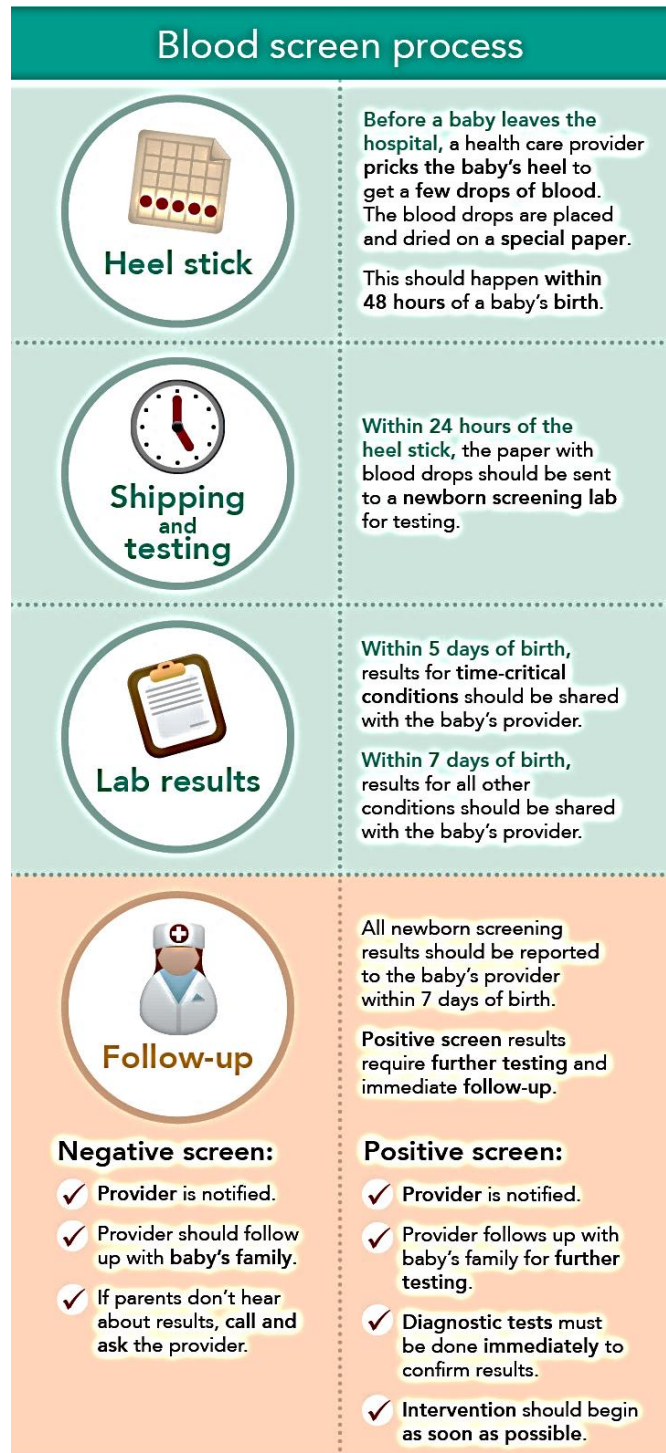 Blood screen process
Heel stick
Before a baby leaves the
hospital, a health care provider
pricks the baby's heel to
get a few drops of blood.
The blood drops are placed
and dried on a special paper.
This should happen within
48 hours of a baby's birth.
Shipping
and
testing
Within 24 hours of the
heel stick, the paper with
blood drops should be sent
to a newborn screening lab
for testing.
Lab results
Within 5 days of birth,
results for time-critical
conditions should be shared
with the baby's provider.
Within 7 days of birth,
results for all other
conditions should be shared
with the baby's provider.
Follow-up
All newborn screening
results should be reported
to the baby's provider
within 7 days of birth.
Positive screen results
require further testing and
immediate follow-up.
Negative screen:
Provider is notified.
Provider should follow
up with baby's family.
If parents don't hear
about results, call and
ask the provider.
Positive screen:
Provider is notified.
Provider follows up with
baby's family for further
testing.
Diagnostic tests must
be done immediately to
confirm results.
Intervention should begin
as soon as possible.